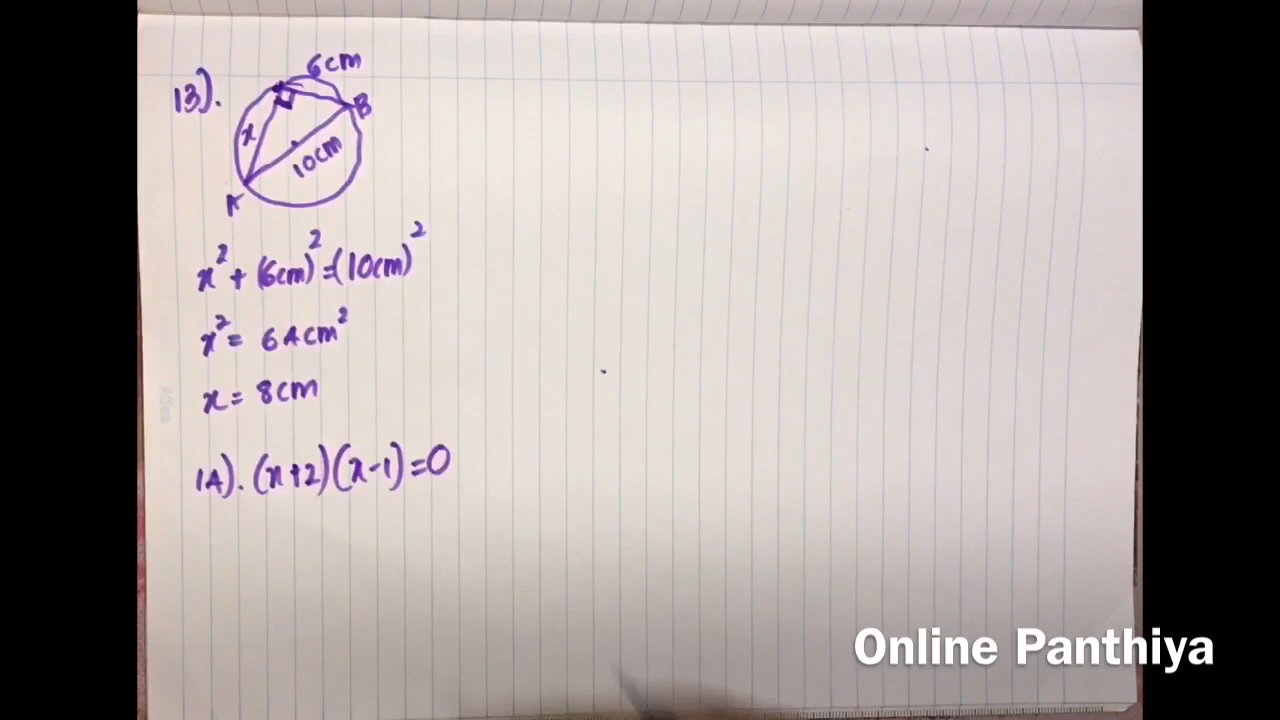 13).
6cm
x
B
10cm
A
x² + (6cm)² = (10cm)²
x² = 64cm²
x = 8cm
14). (x+2)(x-1)=0
Online Panthiya